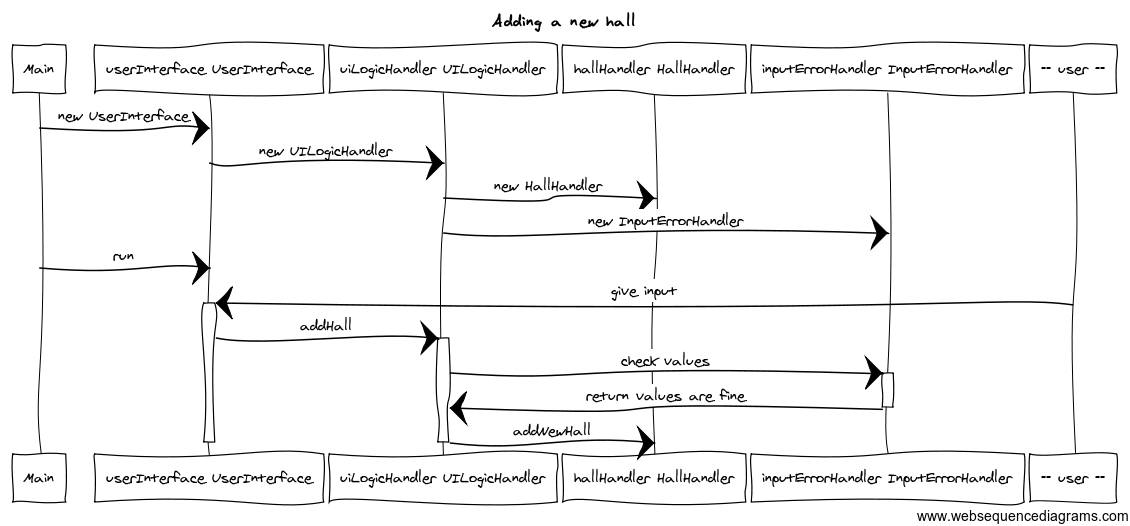 Adding a new hall
Main
userInterface UserInterface
uiLogicHandler UILogicHandler
hallHandler HallHandler
inputErrorHandler InputErrorHandler
-- user --
new UserInterface
new UILogicHandler
new HallHandler
new InputErrorHandler
run
give input
addHall
check values
return values are fine
addNewHall
Main
userInterface UserInterface
uiLogicHandler UILogicHandler
hallHandler HallHandler
inputErrorHandler InputErrorHandler
-- user --
www.websequencediagrams.com